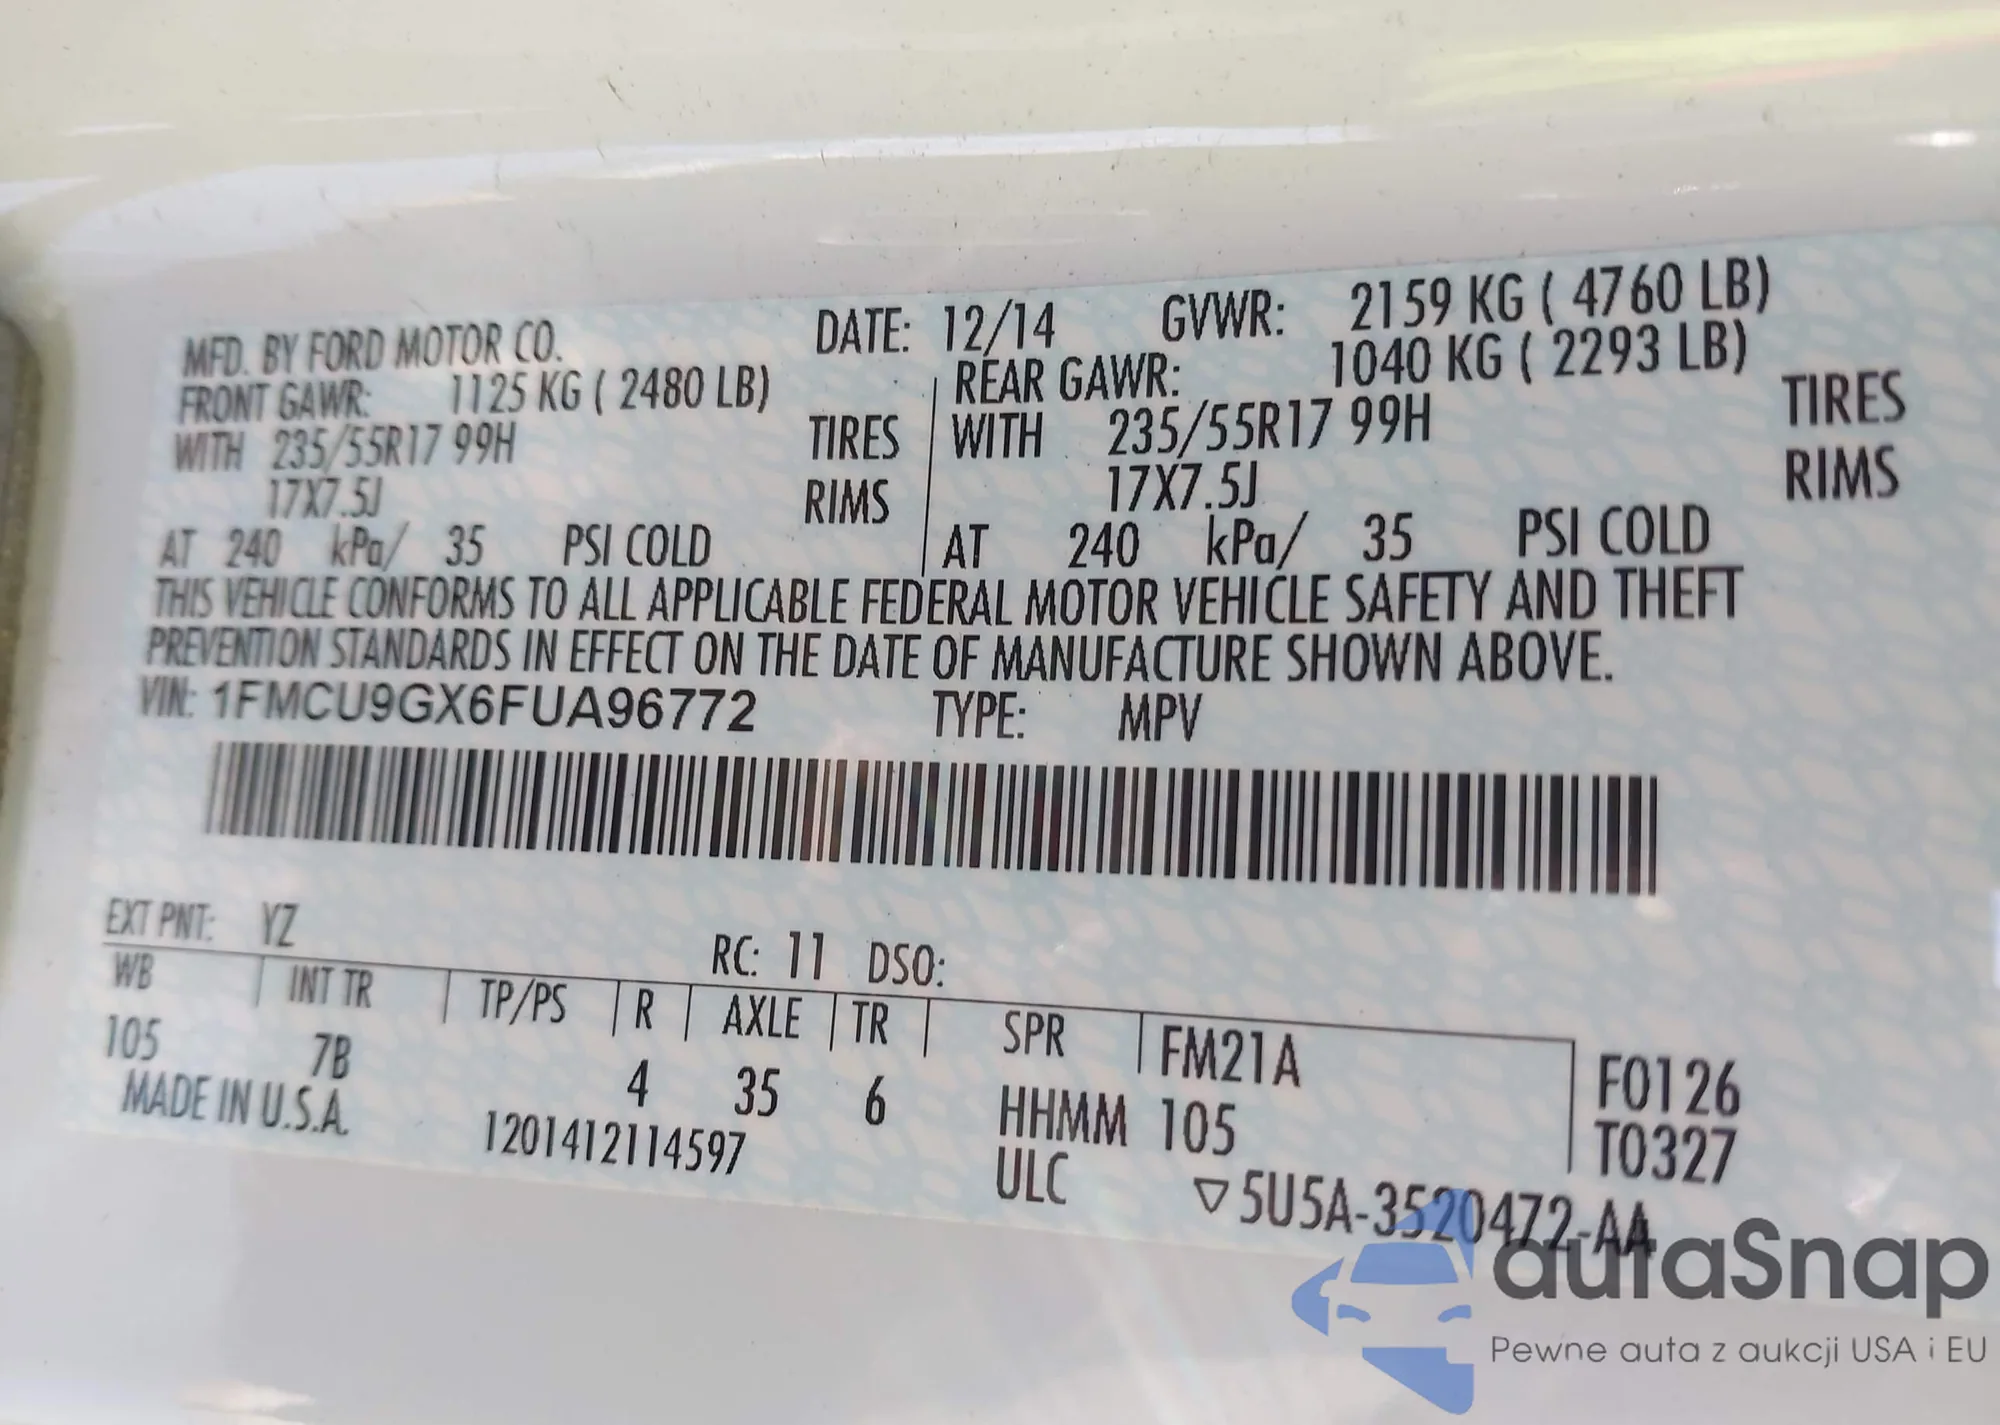 MFD. BY FORD MOTOR CO. DATE: 12/14 GVWR: 2159 KG ( 4760 LB)
FRONT GAWR: 1125 KG ( 2480 LB) REAR GAWR: 1040 KG ( 2293 LB)
WITH 235/55R17 99H TIRES WITH 235/55R17 99H TIRES
17X7.5J RIMS 17X7.5J RIMS
AT 240 kPa/ 35 PSI COLD AT 240 kPa/ 35 PSI COLD
THIS VEHICLE CONFORMS TO ALL APPLICABLE FEDERAL MOTOR VEHICLE SAFETY AND THEFT
PREVENTION STANDARDS IN EFFECT ON THE DATE OF MANUFACTURE SHOWN ABOVE.
VIN: 1FMCU9GX6FUA96772 TYPE: MPV
EXT PNT: YZ RC: 11 DSO:
WB INT TR TP/PS R AXLE TR SPR FM21A F0126
105 7B 4 35 6 HHMM 105 T0327
MADE IN U.S.A. 1201412114597 ULC ▽5U5A-3520472-AA
autaSnap
Pewne auta z aukcji USA i EU